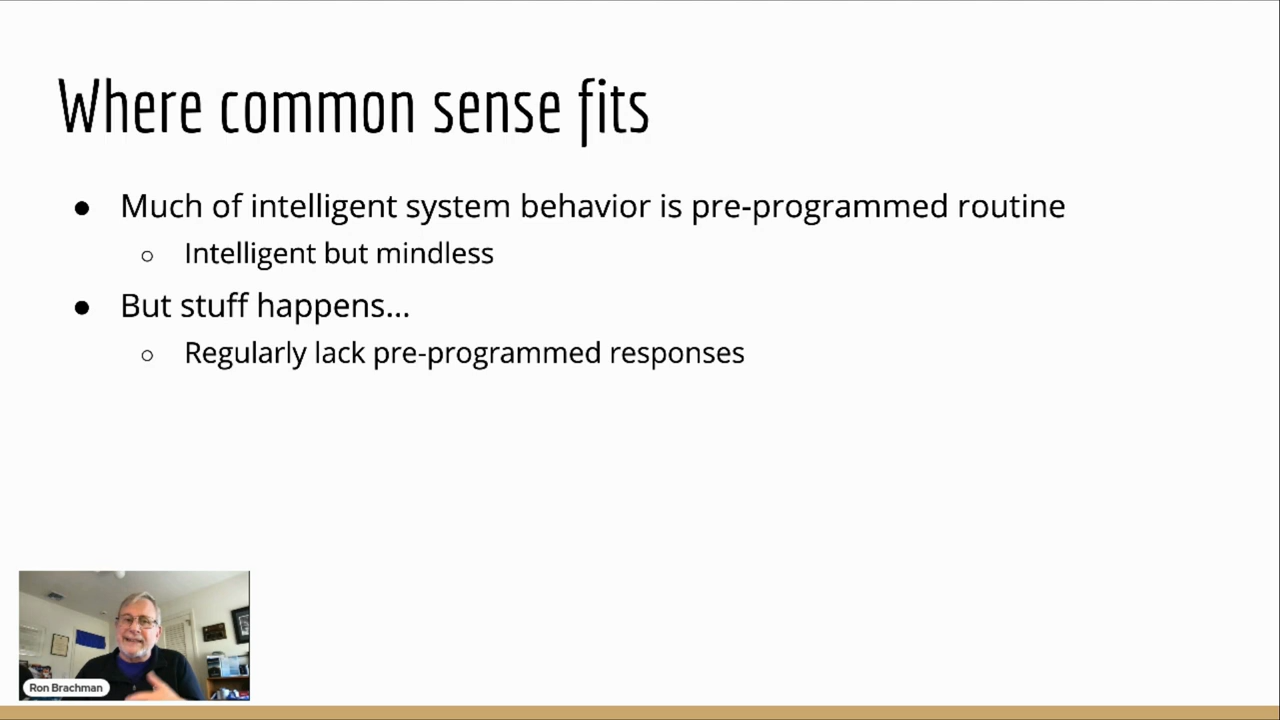 Where common sense fits
● Much of intelligent system behavior is pre-programmed routine
○ Intelligent but mindless
● But stuff happens...
○ Regularly lack pre-programmed responses
Ron Brachman